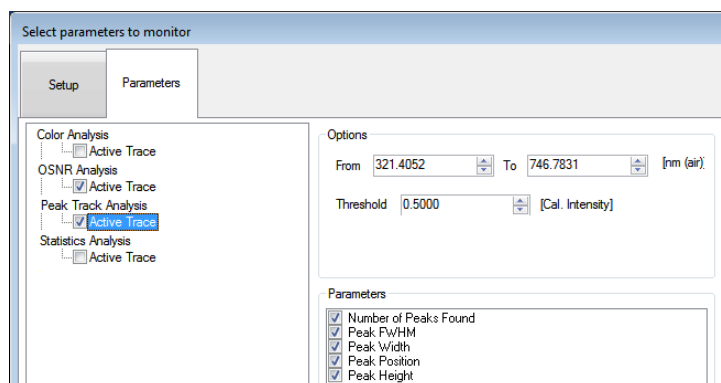 Select parameters to monitor
Setup
Parameters
Color Analysis
Active Trace
OSNR Analysis
Active Trace
Peak Track Analysis
Active Trace
Statistics Analysis
Active Trace
Options
From 321.4052 To 746.7831 [nm (air)]
Threshold 0.5000 [Cal. Intensity]
Parameters
Number of Peaks Found
Peak FWHM
Peak Width
Peak Position
Peak Height